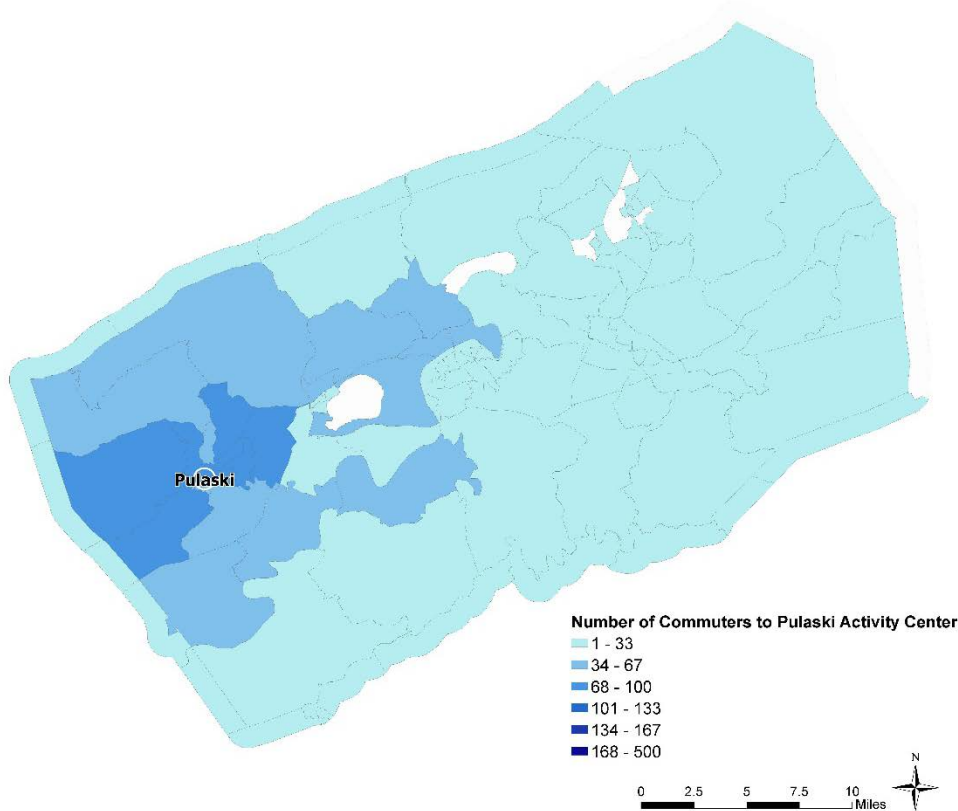 Pulaski
Number of Commuters to Pulaski Activity Center
1 - 33
34 - 67
68 - 100
101 - 133
134 - 167
168 - 500
N
0 2.5 5 7.5 10
Miles